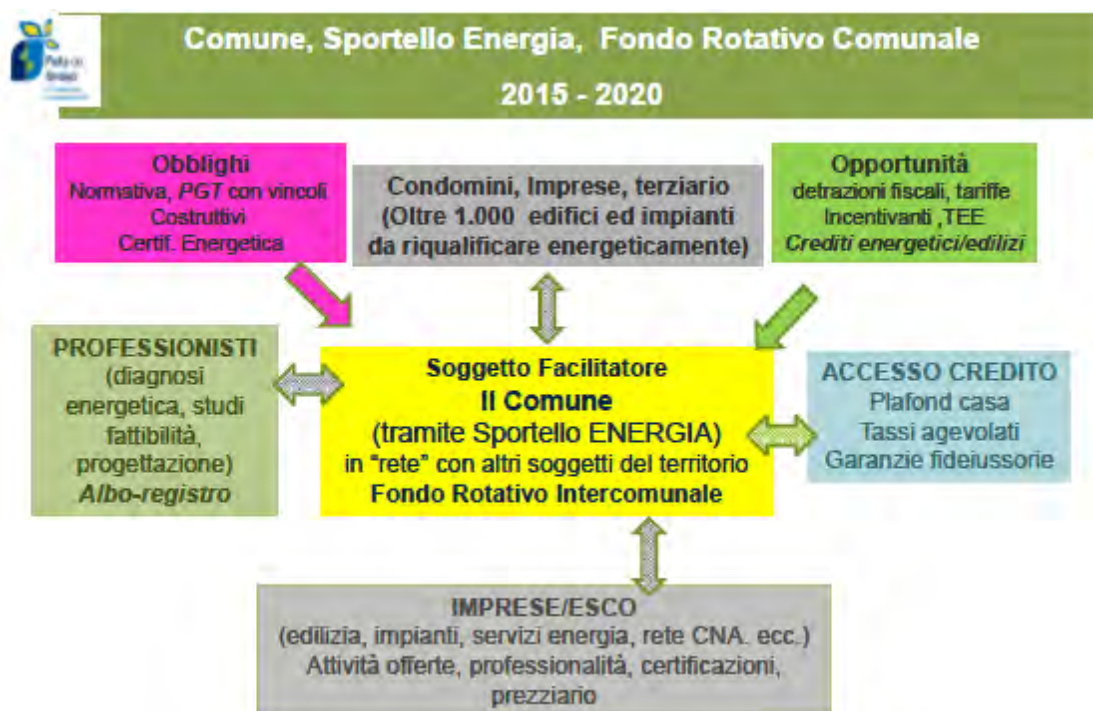 Comune, Sportello Energia, Fondo Rotativo Comunale
2015 - 2020
Obblighi
Normativa, PGT con vincoli
Costruttivi
Certif. Energetica
Condomini, Imprese, terziario
(Oltre 1.000 edifici ed impianti
da riqualificare energeticamente)
Opportunità
detrazioni fiscali, tariffe
Incentivanti ,TEE
Crediti energetici/edilizi
PROFESSIONISTI
(diagnosi
energetica, studi
fattibilità,
progettazione)
Albo-registro
Soggetto Facilitatore
Il Comune
(tramite Sportello ENERGIA)
in "rete" con altri soggetti del territorio
Fondo Rotativo Intercomunale
ACCESSO CREDITO
Plafond casa
Tassi agevolati
Garanzie fideiussorie
IMPRESE/ESCO
(edilizia, impianti, servizi energia, rete CNA. ecc.)
Attività offerte, professionalità, certificazioni,
prezziario